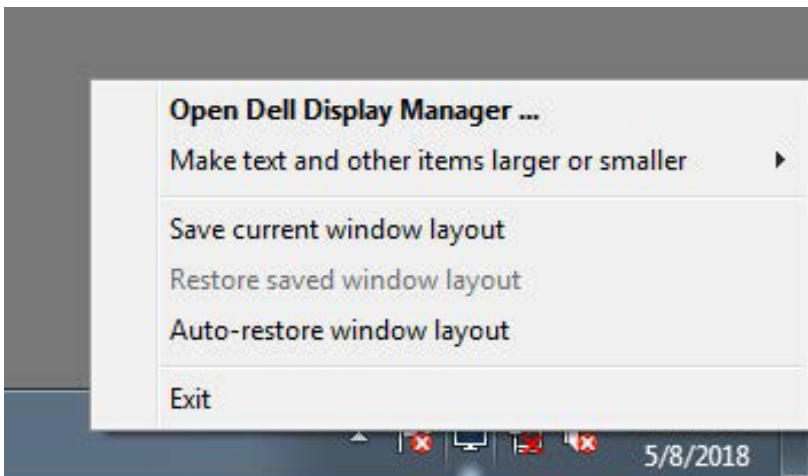 Open Dell Display Manager ...
Make text and other items larger or smaller
Save current window layout
Restore saved window layout
Auto-restore window layout
Exit
5/8/2018